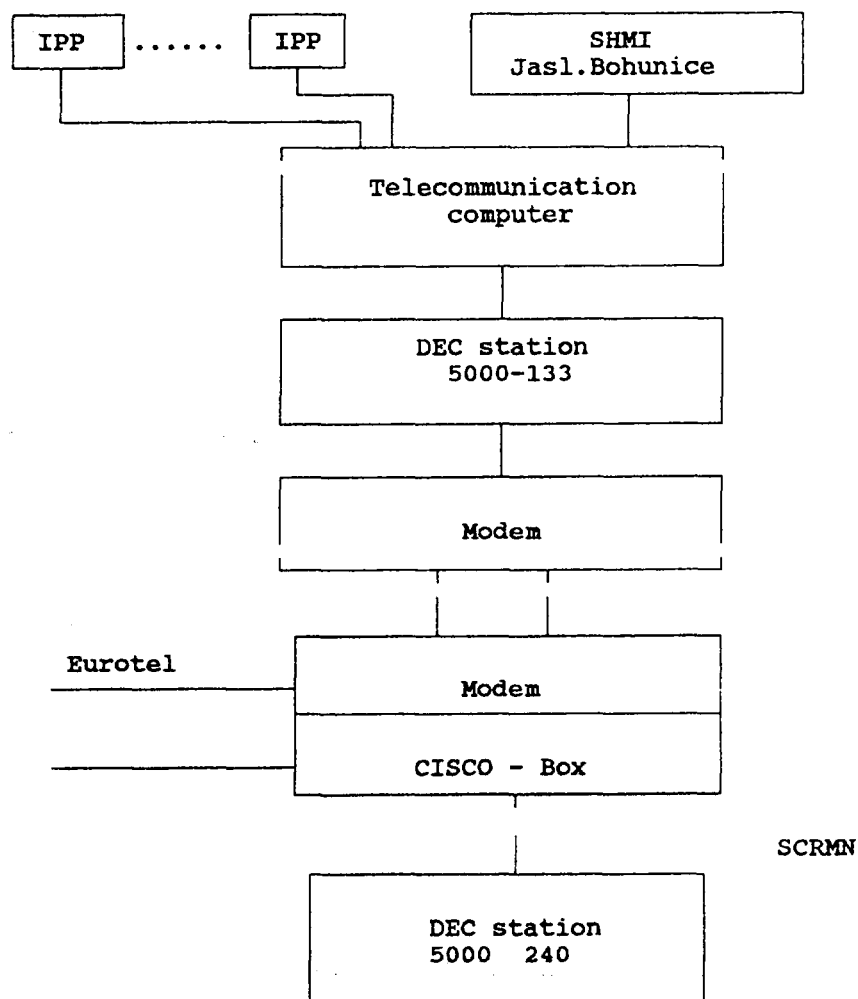 IPP ...... IPP
SHMI
Jasl.Bohunice
Telecommunication
computer
DEC station
5000-133
Modem
Eurotel
Modem
CISCO - Box
SCRMN
DEC station
5000 240